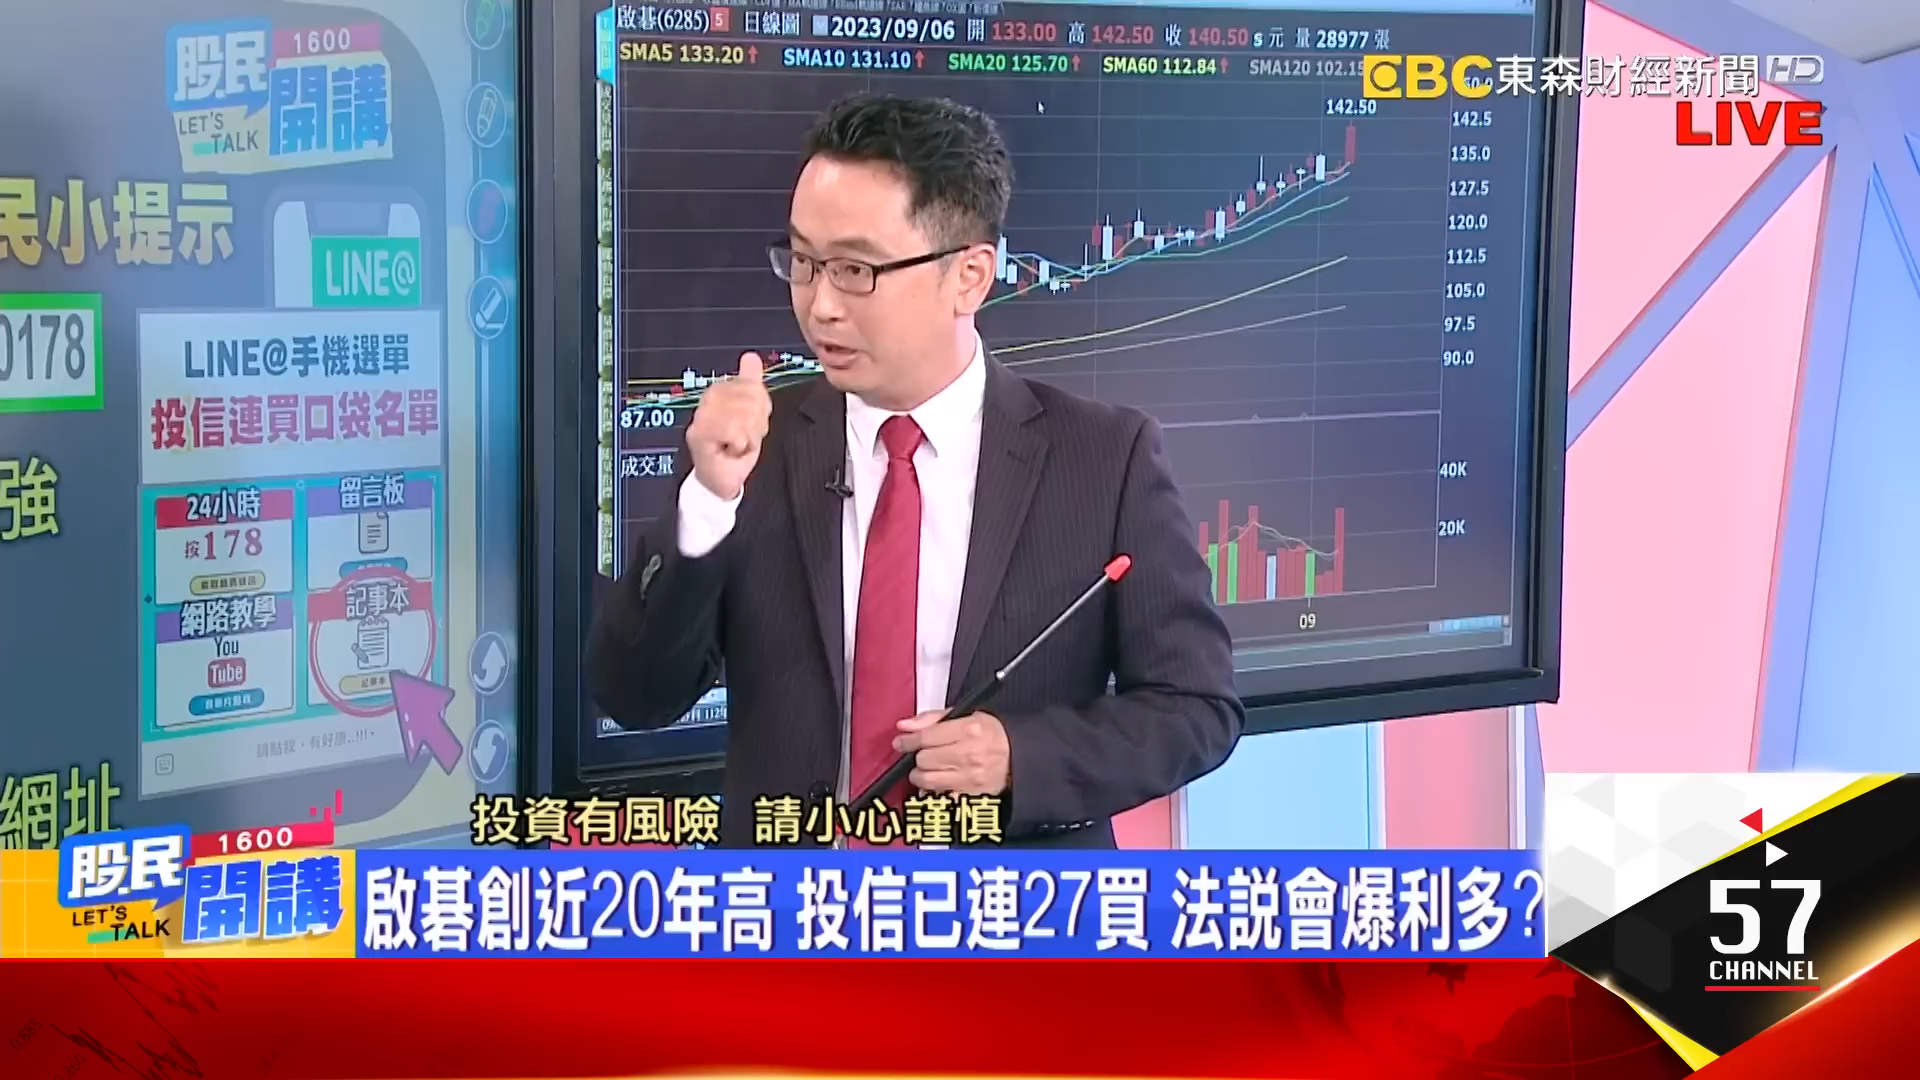 啟碁(6285) 5 日線圖 2023/09/06 開 133.00 高 142.50 收 140.50 s 元 量 28977 張
SMA5 133.20↑ SMA10 131.10↑ SMA20 125.70↑ SMA60 112.84↑ SMA120 102.15
EBC 東森財經新聞 HD
LIVE
股民 1600
開講
LET'S
TALK
民小提示
LINE@
0178
LINE@手機選單
投信連買口袋名單
強
24小時
按178
留言板
網路教學
You
Tube
記事本
網址
142.50
142.5
135.0
127.5
120.0
112.5
105.0
97.5
90.0
87.00
成交量
40K
20K
09
投資有風險 請小心謹慎
股民 1600
開講
LET'S
TALK
啟碁創近20年高 投信已連27買 法說會爆利多?
57
CHANNEL